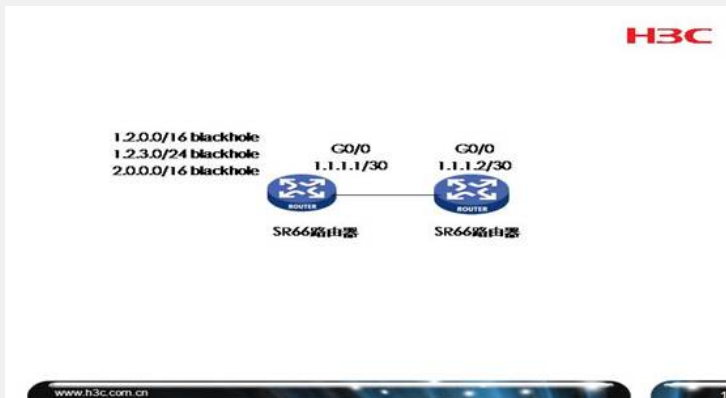 H3C
1.2.0.0/16 blackhole
1.2.3.0/24 blackhole
2.0.0.0/16 blackhole
G0/0
1.1.1.1/30
G0/0
1.1.1.2/30
ROUTER
ROUTER
SR66路由器
SR66路由器
www.h3c.com.cn